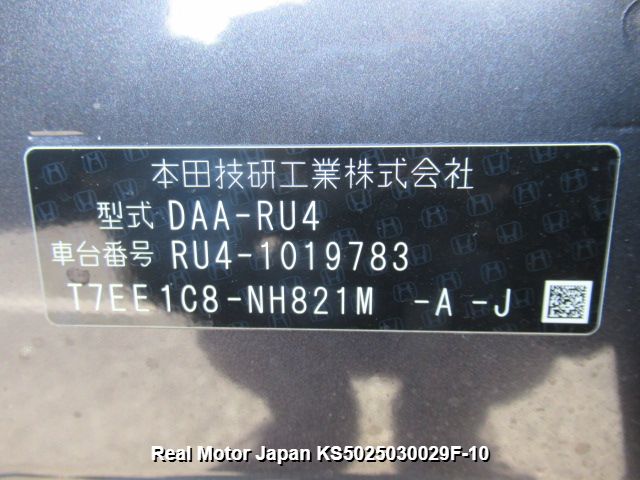 本田技研工業株式会社
型式 DAA-RU4
車台番号 RU4-1019783
T7EE1C8-NH821M -A-J
Real Motor Japan KS5025030029F-10